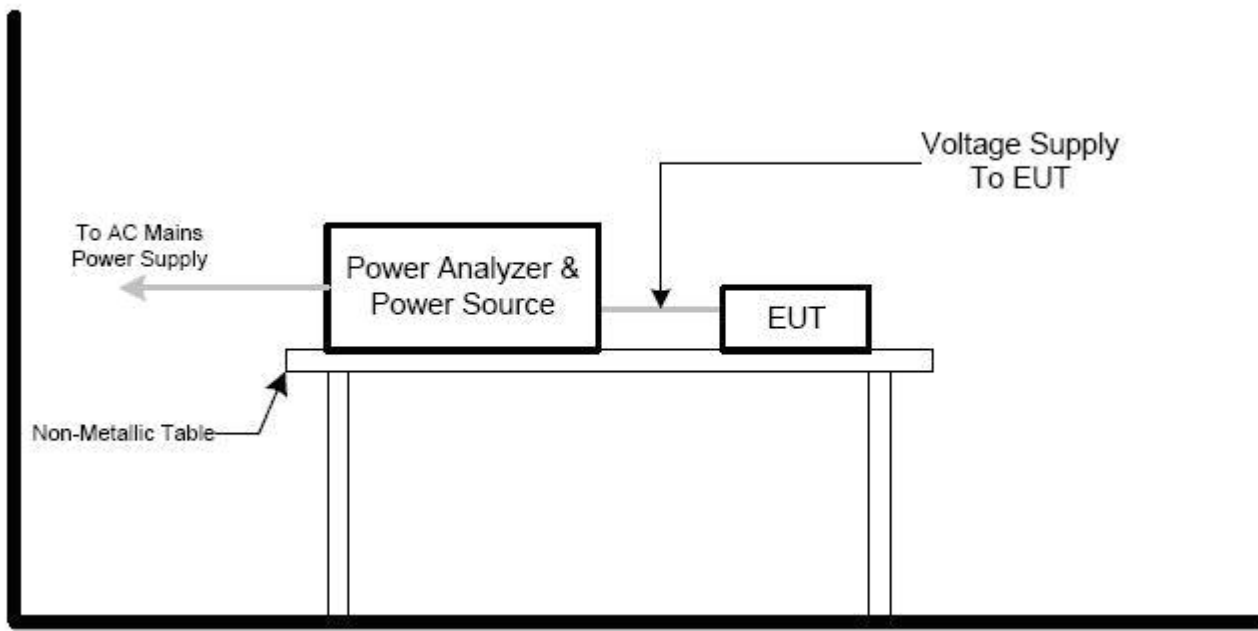 Voltage Supply
To EUT
To AC Mains
Power Supply
Power Analyzer &
Power Source
EUT
Non-Metallic Table